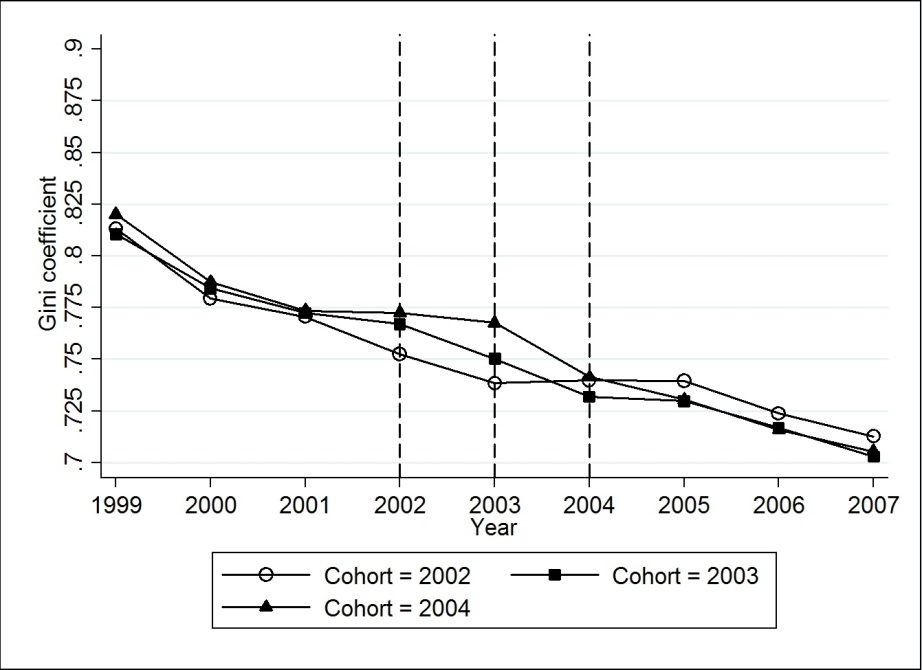 Gini coefficient
.9
.875
.85
.825
.8
.775
.75
.725
.7
1999 2000 2001 2002 2003 2004 2005 2006 2007
Year
Cohort = 2002 Cohort = 2003
Cohort = 2004